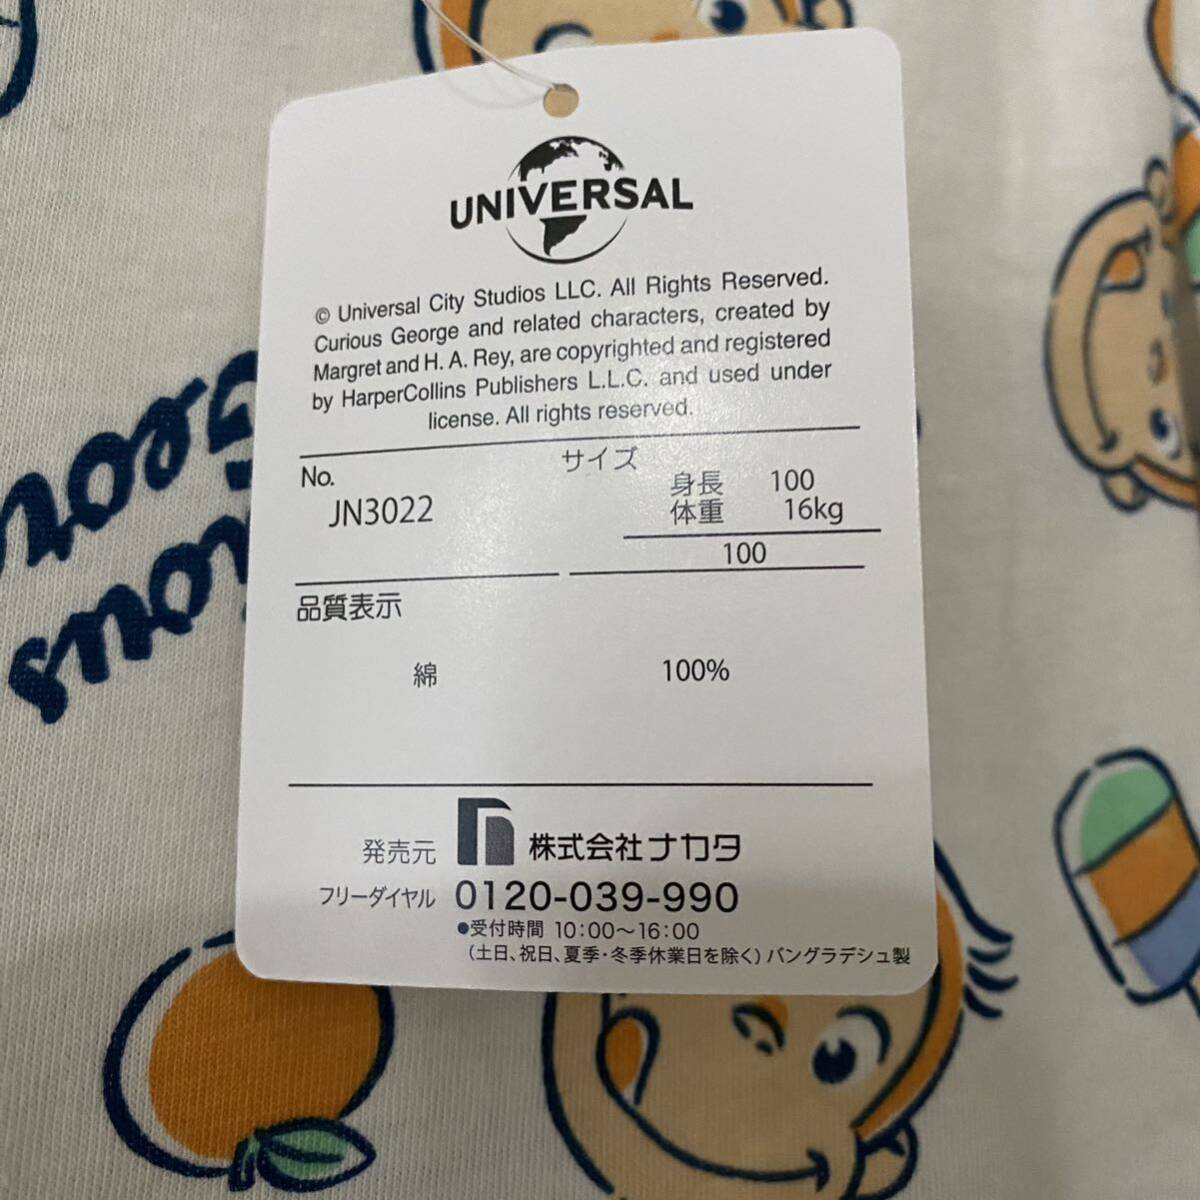 UNIVERSAL
© Universal City Studios LLC. All Rights Reserved.
Curious George and related characters, created by
Margret and H. A. Rey, are copyrighted and registered
by HarperCollins Publishers L.L.C. and used under
license. All rights reserved.
No.
JN3022
サイズ
身長 100
体重 16kg
100
品質表示
綿 100%
発売元 株式会社ナカタ
フリーダイヤル 0120-039-990
●受付時間 10:00〜16:00
(土日、祝日、夏季・冬季休業日を除く) バングラデシュ製